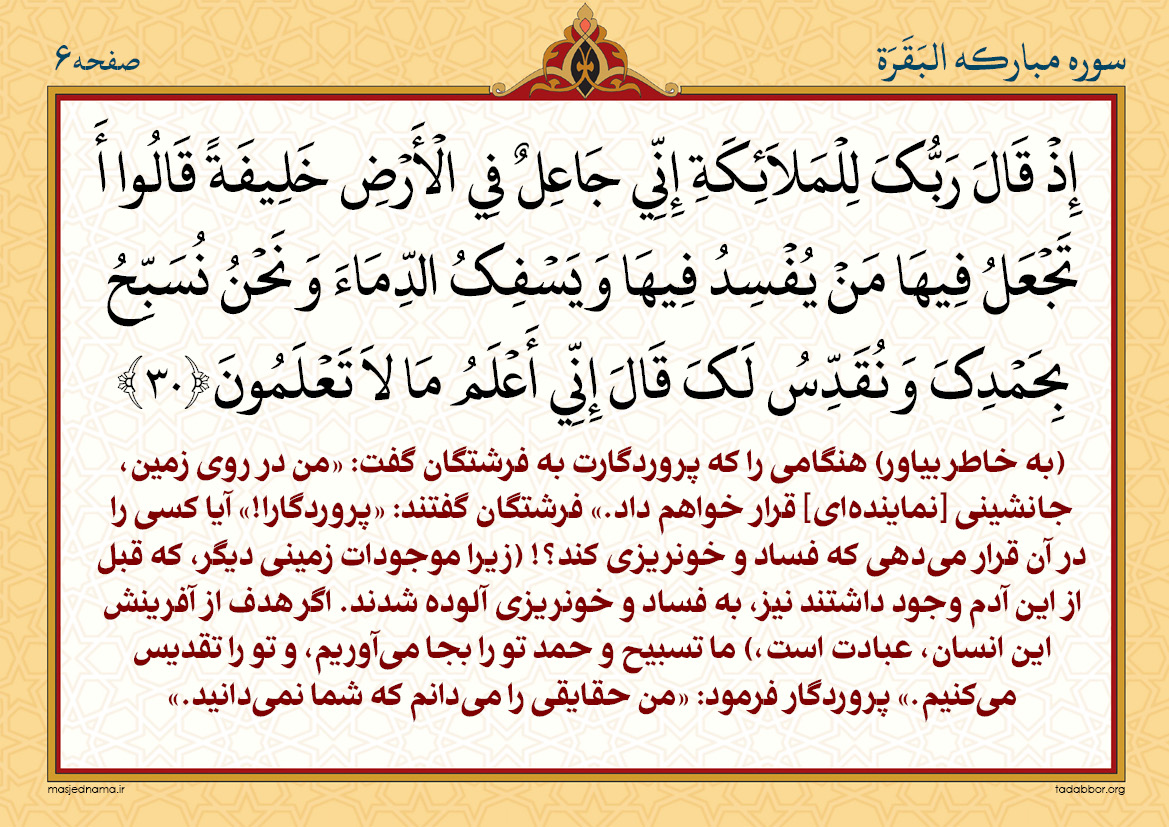 سوره مبارکه البَقَرَة
صفحه۶
إِذْ قَالَ رَبُّکَ لِلْمَلاَئِکَةِ إِنِّي جَاعِلٌ فِي الْأَرْضِ خَلِيفَةً قَالُوا أَ
تَجْعَلُ فِيهَا مَنْ يُفْسِدُ فِيهَا وَ يَسْفِکُ الدِّمَاءَ وَ نَحْنُ نُسَبِّحُ
بِحَمْدِکَ وَ نُقَدِّسُ لَکَ قَالَ إِنِّي أَعْلَمُ مَا لاَ تَعْلَمُونَ ﴿۳۰﴾
(به خاطر بیاور) هنگامی را که پروردگارت به فرشتگان گفت: «من در روی زمین،
جانشینی [نماینده‌ای] قرار خواهم داد.» فرشتگان گفتند: «پروردگارا!» آیا کسی را
در آن قرار می‌دهی که فساد و خونریزی کند؟! (زیرا موجودات زمینی دیگر، که قبل
از این آدم وجود داشتند نیز، به فساد و خونریزی آلوده شدند. اگر هدف از آفرینش
این انسان، عبادت است،) ما تسبیح و حمد تو را بجا می‌آوریم، و تو را تقدیس
می‌کنیم.» پروردگار فرمود: «من حقایقی را می‌دانم که شما نمی‌دانید.»
masjednama.ir
tadabbor.org